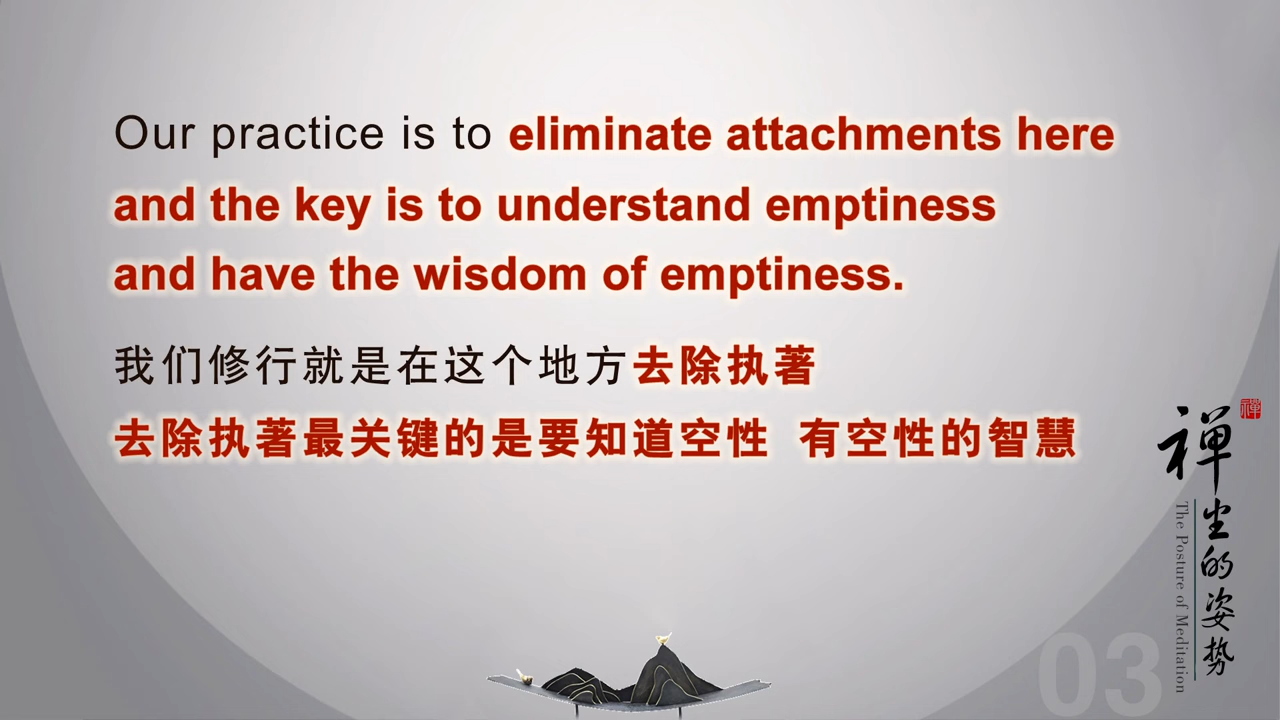 Our practice is to eliminate attachments here
and the key is to understand emptiness
and have the wisdom of emptiness.
我们修行就是在这个地方去除执著
去除执著最关键的是要知道空性 有空性的智慧
禅
禪
坐的姿势
The Posture of Meditation
03